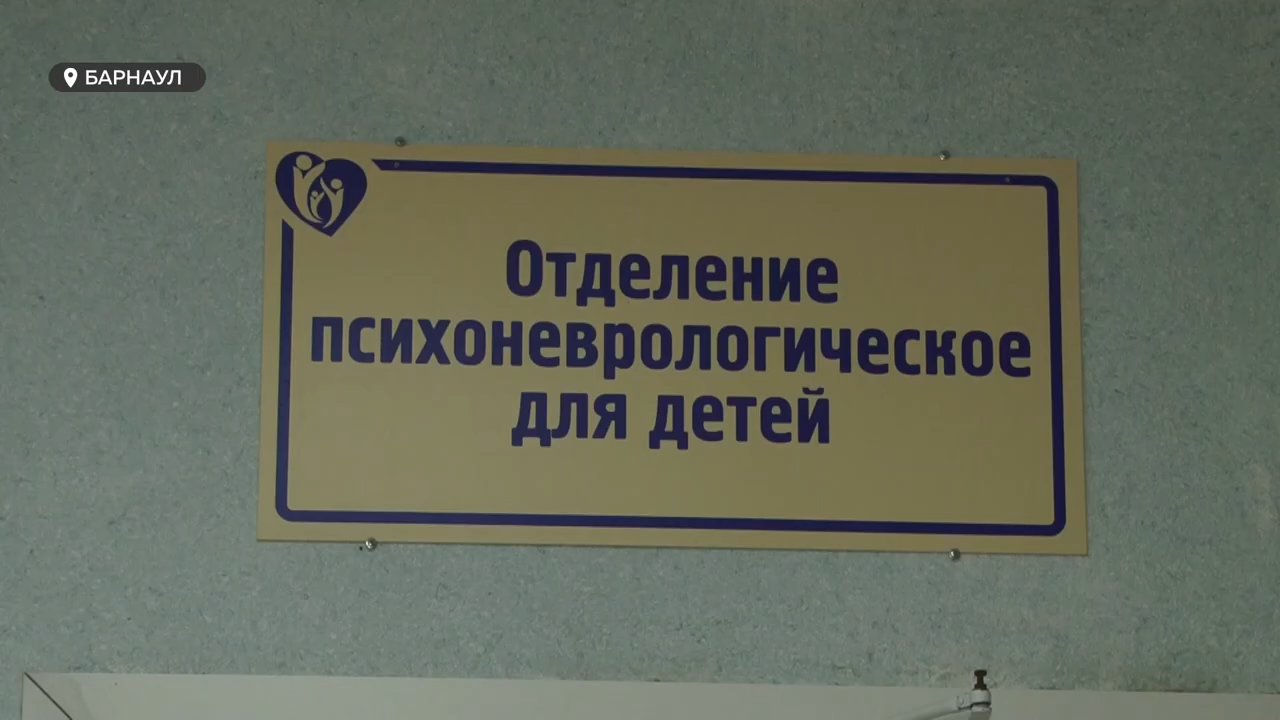 БАРНАУЛ
Отделение
психоневрологическое
для детей